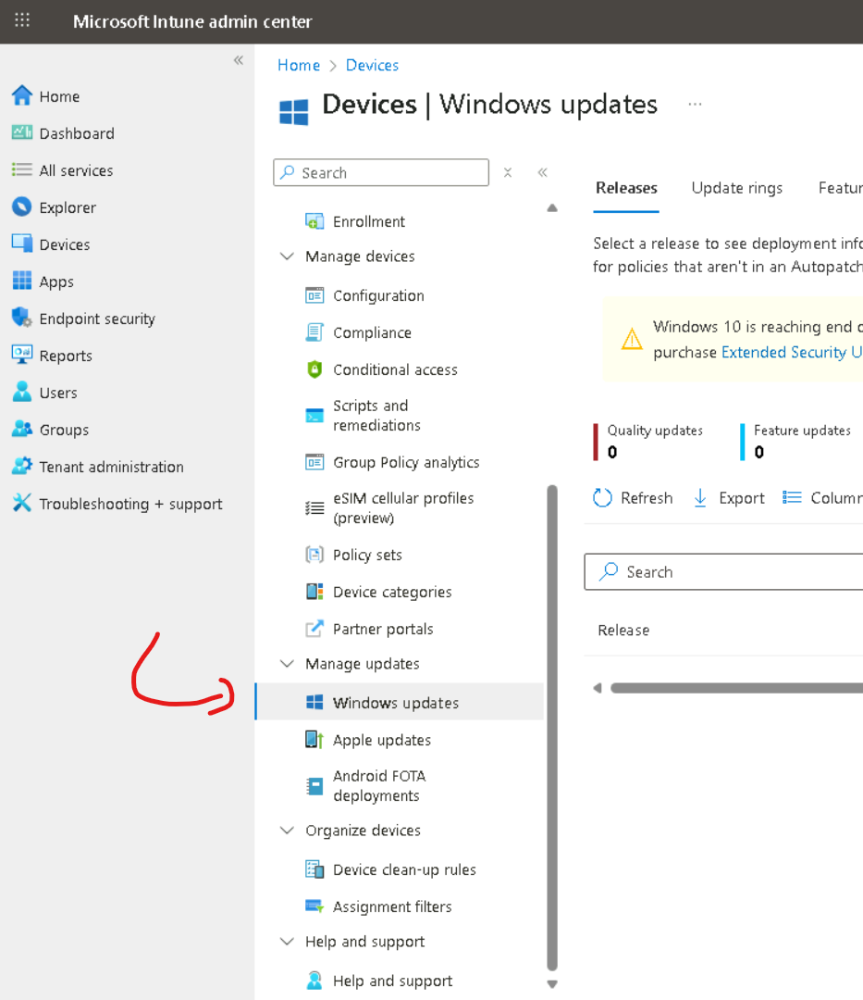 Microsoft Intune admin center
Home
Dashboard
All services
Explorer
Devices
Apps
Endpoint security
Reports
Users
Groups
Tenant administration
Troubleshooting + support
Home > Devices
Devices | Windows updates
Search
Enrollment
Manage devices
Configuration
Compliance
Conditional access
Scripts and
remediations
Group Policy analytics
eSIM cellular profiles
(preview)
Policy sets
Device categories
Partner portals
Manage updates
Windows updates
Apple updates
Android FOTA
deployments
Organize devices
Device clean-up rules
Assignment filters
Help and support
Help and support
Releases Update rings Featur
Select a release to see deployment info
for policies that aren't in an Autopatch
Windows 10 is reaching end o
purchase Extended Security U
Quality updates Feature updates
0 0
Refresh Export Column
Search
Release